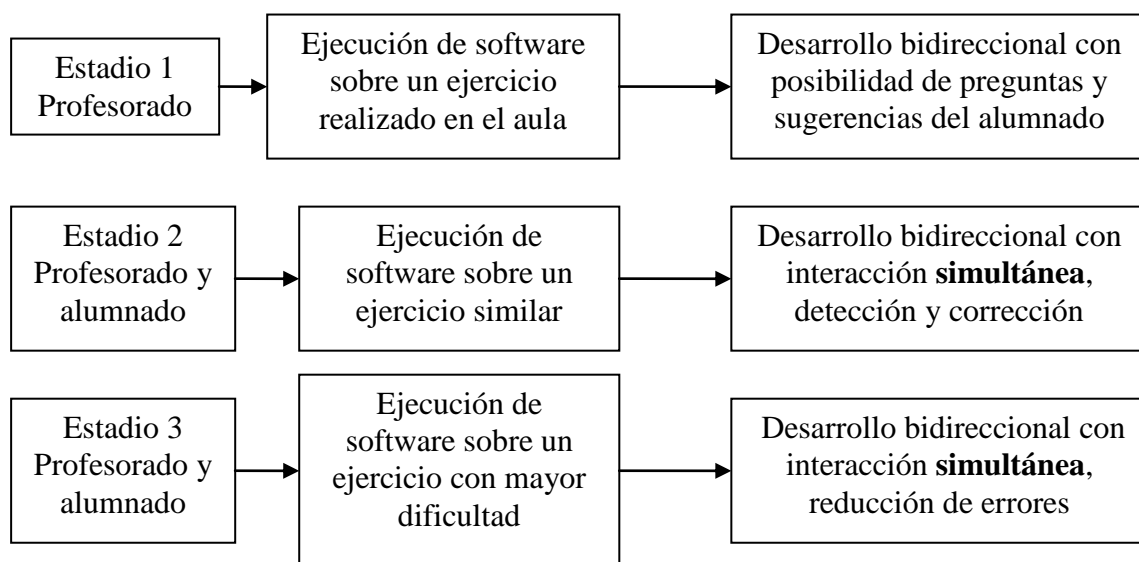 Estadio 1
Profesorado
Ejecución de software
sobre un ejercicio
realizado en el aula
Desarrollo bidireccional con
posibilidad de preguntas y
sugerencias del alumnado
Estadio 2
Profesorado y
alumnado
Ejecución de
software sobre un
ejercicio similar
Desarrollo bidireccional con
interacción simultánea,
detección y corrección
Estadio 3
Profesorado y
alumnado
Ejecución de
software sobre un
ejercicio con mayor
dificultad
Desarrollo bidireccional con
interacción simultánea,
reducción de errores